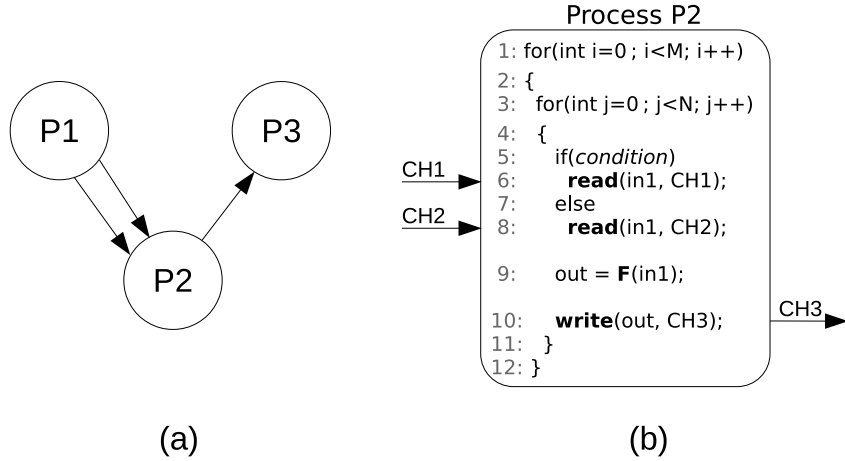 P1
P3
P2
(a)
Process P2
1: for(int i=0 ; i<M; i++)
2: {
3: for(int j=0 ; j<N; j++)
4: {
5: if(condition)
CH1
6: read(in1, CH1);
7: else
CH2
8: read(in1, CH2);
9: out = F(in1);
10: write(out, CH3);
CH3
11: }
12: }
(b)